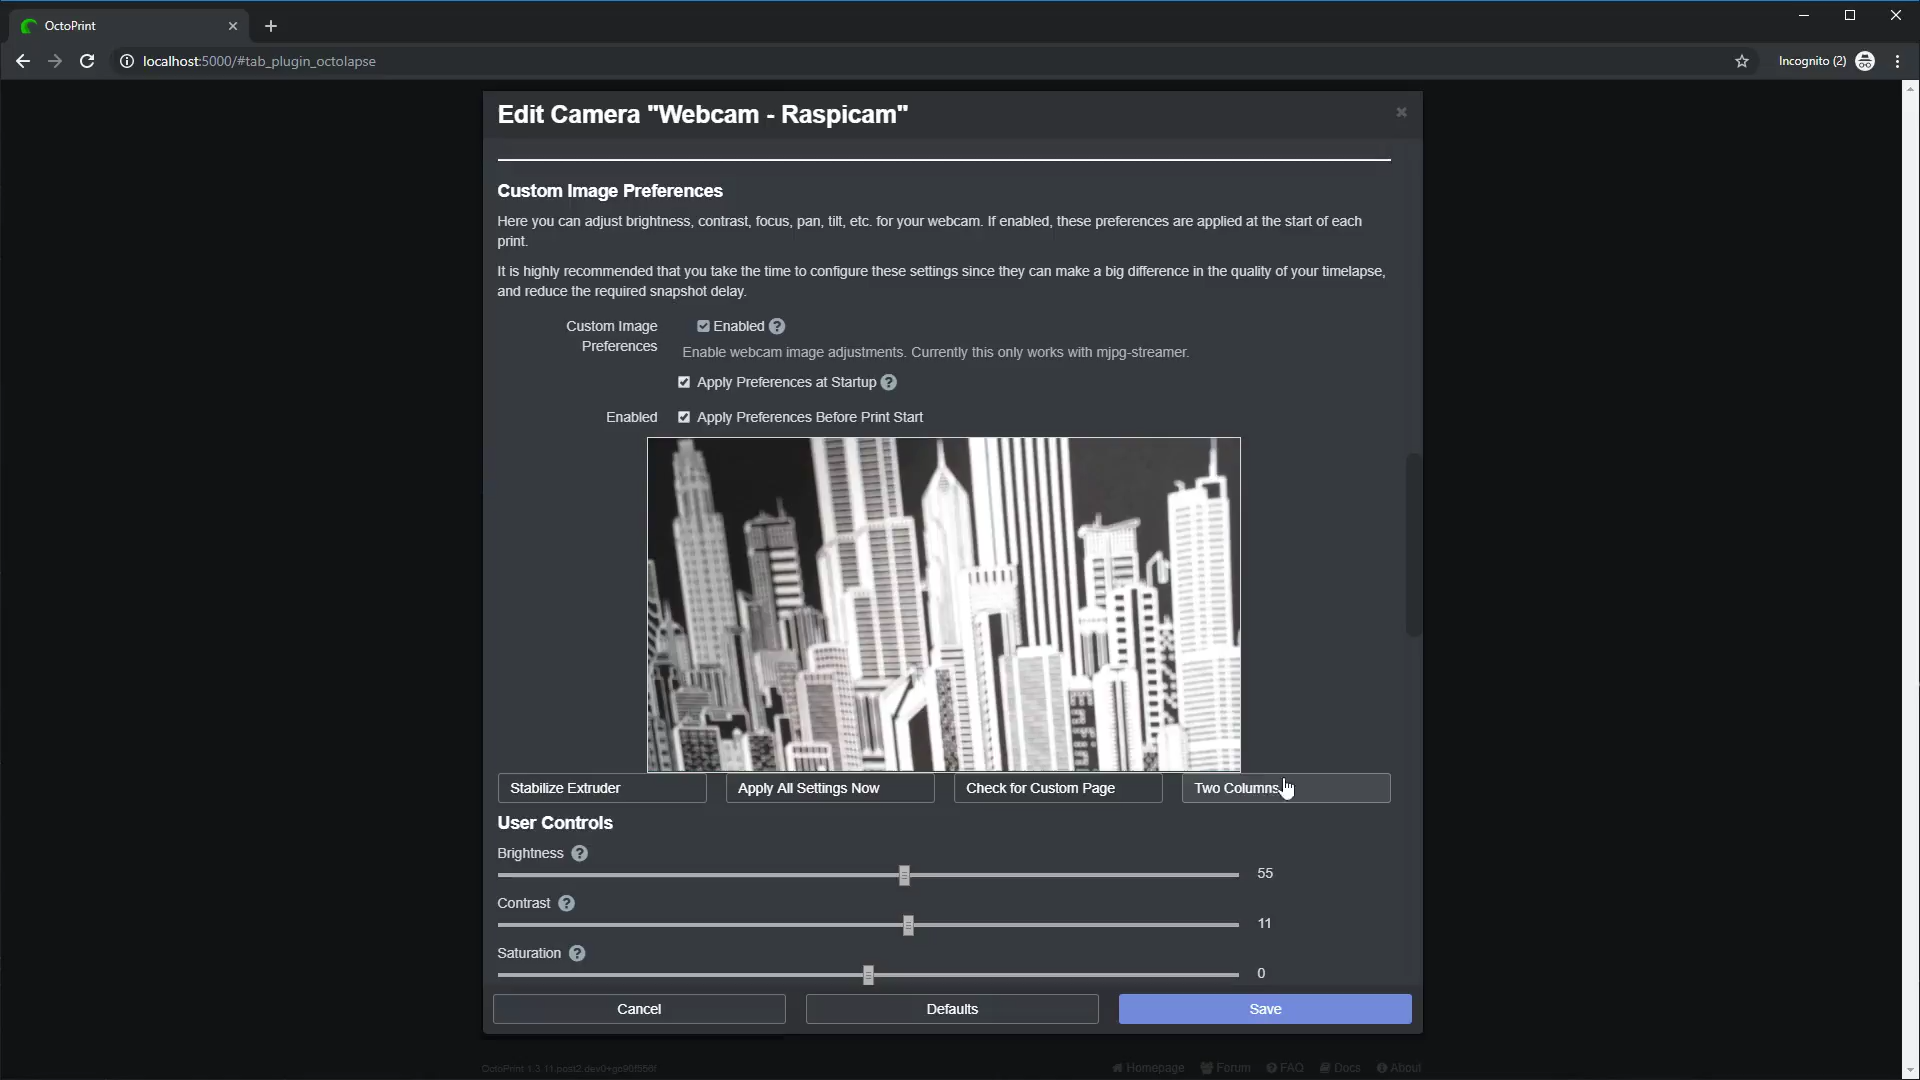 OctoPrint
localhost:5000/#tab_plugin_octolapse
Incognito (2)
Edit Camera "Webcam - Raspicam"
Custom Image Preferences
Here you can adjust brightness, contrast, focus, pan, tilt, etc. for your webcam. If enabled, these preferences are applied at the start of each
print.
It is highly recommended that you take the time to configure these settings since they can make a big difference in the quality of your timelapse,
and reduce the required snapshot delay.
Custom Image
Preferences
Enabled
Enable webcam image adjustments. Currently this only works with mjpg-streamer.
Apply Preferences at Startup
Enabled
Apply Preferences Before Print Start
Stabilize Extruder
Apply All Settings Now
Check for Custom Page
Two Columns
User Controls
Brightness
55
Contrast
11
Saturation
0
Cancel
Defaults
Save
OctoPrint
Homepage
Forum
FAQ
Docs
About